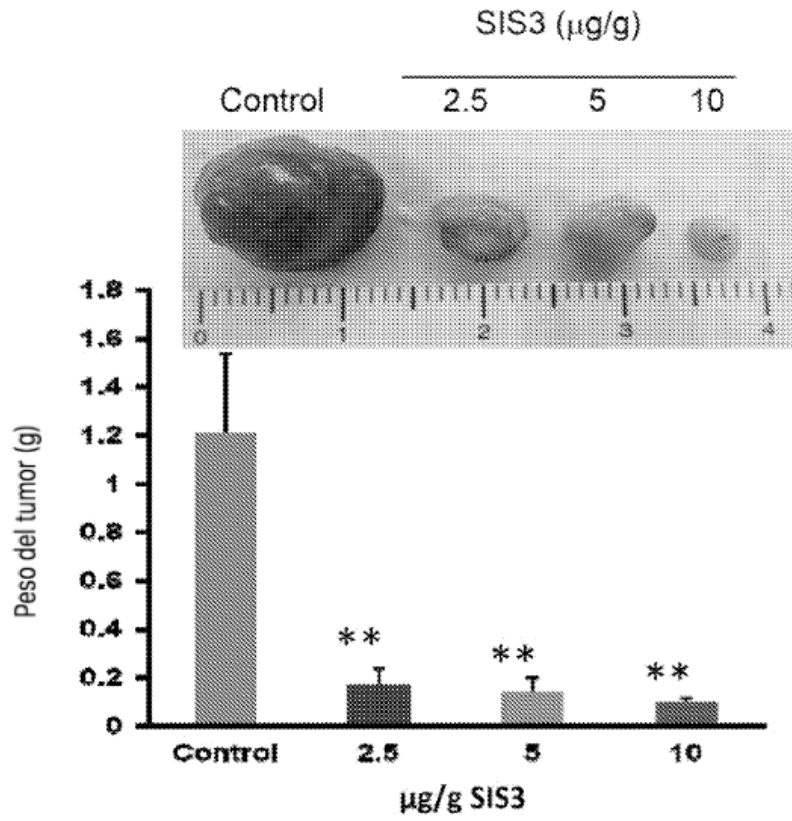 SIS3 (μg/g)
Control 2.5 5 10
0 1 2 3 4
1.8
1.6
1.4
1.2
1
0.8
0.6
0.4
0.2
0
Peso del tumor (g)
** ** **
Control 2.5 5 10
μg/g SIS3